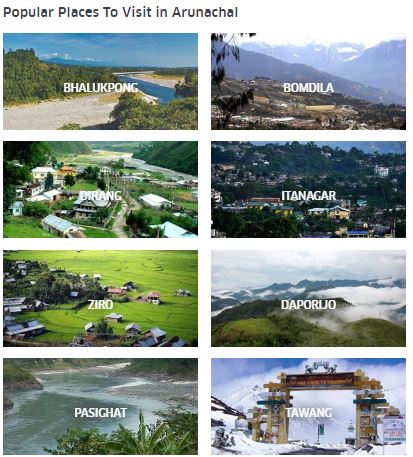 Popular Places To Visit in Arunachal
BHALUKPONG
BOMDILA
DIRANG
ITANAGAR
ZIRO
DAPORIJO
PASIGHAT
TAWANG